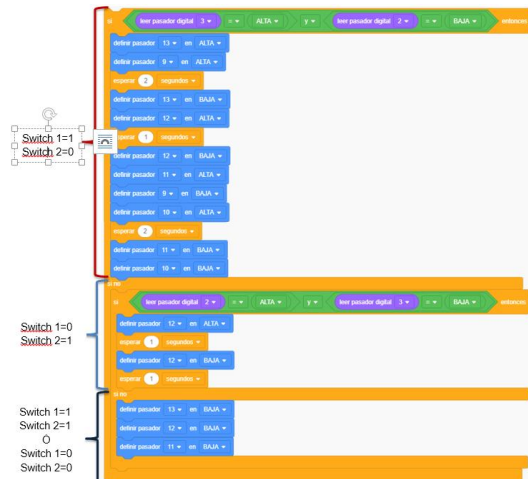 si leer pasador digital 3 = ALTA y leer pasador digital 2 = BAJA entonces
definir pasador 13 en ALTA
definir pasador 9 en ALTA
esperar 2 segundos
definir pasador 13 en BAJA
definir pasador 12 en ALTA
Switch 1=1
Switch 2=0
esperar 1 segundos
definir pasador 12 en BAJA
definir pasador 11 en ALTA
definir pasador 9 en BAJA
definir pasador 10 en ALTA
esperar 2 segundos
definir pasador 11 en BAJA
definir pasador 10 en BAJA
si no
si leer pasador digital 2 = ALTA y leer pasador digital 3 = BAJA entonces
Switch 1=0
Switch 2=1
definir pasador 12 en ALTA
esperar 1 segundos
definir pasador 12 en BAJA
esperar 1 segundos
si no
Switch 1=1
Switch 2=1
O
Switch 1=0
Switch 2=0
definir pasador 13 en BAJA
definir pasador 12 en BAJA
definir pasador 11 en BAJA